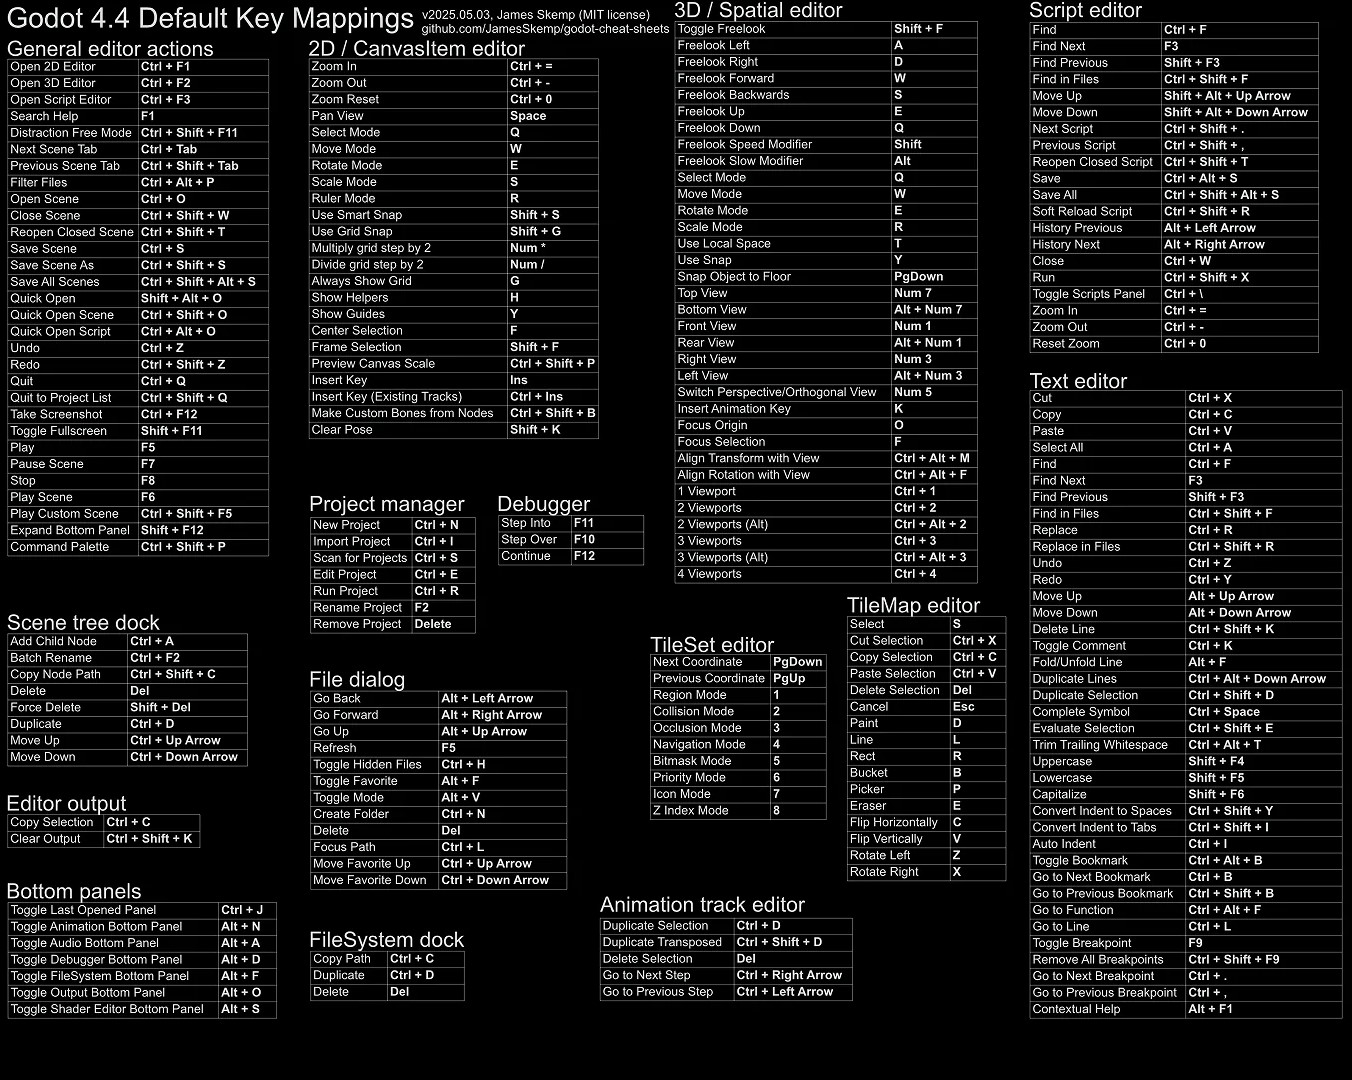 Godot 4.4 Default Key Mappings
v2025.05.03, James Skemp (MIT license)
github.com/JamesSkemp/godot-cheat-sheets
General editor actions
Open 2D Editor Ctrl + F1
Open 3D Editor Ctrl + F2
Open Script Editor Ctrl + F3
Search Help F1
Distraction Free Mode Ctrl + Shift + F11
Next Scene Tab Ctrl + Tab
Previous Scene Tab Ctrl + Shift + Tab
Filter Files Ctrl + Alt + P
Open Scene Ctrl + O
Close Scene Ctrl + Shift + W
Reopen Closed Scene Ctrl + Shift + T
Save Scene Ctrl + S
Save Scene As Ctrl + Shift + S
Save All Scenes Ctrl + Shift + Alt + S
Quick Open Shift + Alt + O
Quick Open Scene Ctrl + Shift + O
Quick Open Script Ctrl + Alt + O
Undo Ctrl + Z
Redo Ctrl + Shift + Z
Quit Ctrl + Q
Quit to Project List Ctrl + Shift + Q
Take Screenshot Ctrl + F12
Toggle Fullscreen Shift + F11
Play F5
Pause Scene F7
Stop F8
Play Scene F6
Play Custom Scene Ctrl + Shift + F5
Expand Bottom Panel Shift + F12
Command Palette Ctrl + Shift + P
Scene tree dock
Add Child Node Ctrl + A
Batch Rename Ctrl + F2
Copy Node Path Ctrl + Shift + C
Delete Del
Force Delete Shift + Del
Duplicate Ctrl + D
Move Up Ctrl + Up Arrow
Move Down Ctrl + Down Arrow
Editor output
Copy Selection Ctrl + C
Clear Output Ctrl + Shift + K
Bottom panels
Toggle Last Opened Panel Ctrl + J
Toggle Animation Bottom Panel Alt + N
Toggle Audio Bottom Panel Alt + A
Toggle Debugger Bottom Panel Alt + D
Toggle FileSystem Bottom Panel Alt + F
Toggle Output Bottom Panel Alt + O
Toggle Shader Editor Bottom Panel Alt + S
2D / CanvasItem editor
Zoom In Ctrl + =
Zoom Out Ctrl + -
Zoom Reset Ctrl + 0
Pan View Space
Select Mode Q
Move Mode W
Rotate Mode E
Scale Mode S
Ruler Mode R
Use Smart Snap Shift + S
Use Grid Snap Shift + G
Multiply grid step by 2 Num *
Divide grid step by 2 Num /
Always Show Grid G
Show Helpers H
Show Guides Y
Center Selection F
Frame Selection Shift + F
Preview Canvas Scale Ctrl + Shift + P
Insert Key Ins
Insert Key (Existing Tracks) Ctrl + Ins
Make Custom Bones from Nodes Ctrl + Shift + B
Clear Pose Shift + K
Project manager
New Project Ctrl + N
Import Project Ctrl + I
Scan for Projects Ctrl + S
Edit Project Ctrl + E
Run Project Ctrl + R
Rename Project F2
Remove Project Delete
Debugger
Step Into F11
Step Over F10
Continue F12
File dialog
Go Back Alt + Left Arrow
Go Forward Alt + Right Arrow
Go Up Alt + Up Arrow
Refresh F5
Toggle Hidden Files Ctrl + H
Toggle Favorite Alt + F
Toggle Mode Alt + V
Create Folder Ctrl + N
Delete Del
Focus Path Ctrl + L
Move Favorite Up Ctrl + Up Arrow
Move Favorite Down Ctrl + Down Arrow
FileSystem dock
Copy Path Ctrl + C
Duplicate Ctrl + D
Delete Del
3D / Spatial editor
Toggle Freelook Shift + F
Freelook Left A
Freelook Right D
Freelook Forward W
Freelook Backwards S
Freelook Up E
Freelook Down Q
Freelook Speed Modifier Shift
Freelook Slow Modifier Alt
Select Mode Q
Move Mode W
Rotate Mode E
Scale Mode R
Use Local Space T
Use Snap Y
Snap Object to Floor PgDown
Top View Num 7
Bottom View Alt + Num 7
Front View Num 1
Rear View Alt + Num 1
Right View Num 3
Left View Alt + Num 3
Switch Perspective/Orthogonal View Num 5
Insert Animation Key K
Focus Origin O
Focus Selection F
Align Transform with View Ctrl + Alt + M
Align Rotation with View Ctrl + Alt + F
1 Viewport Ctrl + 1
2 Viewports Ctrl + 2
2 Viewports (Alt) Ctrl + Alt + 2
3 Viewports Ctrl + 3
3 Viewports (Alt) Ctrl + Alt + 3
4 Viewports Ctrl + 4
TileSet editor
Next Coordinate PgDown
Previous Coordinate PgUp
Region Mode 1
Collision Mode 2
Occlusion Mode 3
Navigation Mode 4
Bitmask Mode 5
Priority Mode 6
Icon Mode 7
Z Index Mode 8
TileMap editor
Select S
Cut Selection Ctrl + X
Copy Selection Ctrl + C
Paste Selection Ctrl + V
Delete Selection Del
Cancel Esc
Paint D
Line L
Rect R
Bucket B
Picker P
Eraser E
Flip Horizontally C
Flip Vertically V
Rotate Left Z
Rotate Right X
Animation track editor
Duplicate Selection Ctrl + D
Duplicate Transposed Ctrl + Shift + D
Delete Selection Del
Go to Next Step Ctrl + Right Arrow
Go to Previous Step Ctrl + Left Arrow
Script editor
Find Ctrl + F
Find Next F3
Find Previous Shift + F3
Find in Files Ctrl + Shift + F
Move Up Shift + Alt + Up Arrow
Move Down Shift + Alt + Down Arrow
Next Script Ctrl + Shift + .
Previous Script Ctrl + Shift + ,
Reopen Closed Script Ctrl + Shift + T
Save Ctrl + Alt + S
Save All Ctrl + Shift + Alt + S
Soft Reload Script Ctrl + Shift + R
History Previous Alt + Left Arrow
History Next Alt + Right Arrow
Close Ctrl + W
Run Ctrl + Shift + X
Toggle Scripts Panel Ctrl + \
Zoom In Ctrl + =
Zoom Out Ctrl + -
Reset Zoom Ctrl + 0
Text editor
Cut Ctrl + X
Copy Ctrl + C
Paste Ctrl + V
Select All Ctrl + A
Find Ctrl + F
Find Next F3
Find Previous Shift + F3
Find in Files Ctrl + Shift + F
Replace Ctrl + R
Replace in Files Ctrl + Shift + R
Undo Ctrl + Z
Redo Ctrl + Y
Move Up Alt + Up Arrow
Move Down Alt + Down Arrow
Delete Line Ctrl + Shift + K
Toggle Comment Ctrl + K
Fold/Unfold Line Alt + F
Duplicate Lines Ctrl + Alt + Down Arrow
Duplicate Selection Ctrl + Shift + D
Complete Symbol Ctrl + Space
Evaluate Selection Ctrl + Shift + E
Trim Trailing Whitespace Ctrl + Alt + T
Uppercase Shift + F4
Lowercase Shift + F5
Capitalize Shift + F6
Convert Indent to Spaces Ctrl + Shift + Y
Convert Indent to Tabs Ctrl + Shift + I
Auto Indent Ctrl + I
Toggle Bookmark Ctrl + Alt + B
Go to Next Bookmark Ctrl + B
Go to Previous Bookmark Ctrl + Shift + B
Go to Function Ctrl + Alt + F
Go to Line Ctrl + L
Toggle Breakpoint F9
Remove All Breakpoints Ctrl + Shift + F9
Go to Next Breakpoint Ctrl + .
Go to Previous Breakpoint Ctrl + ,
Contextual Help Alt + F1